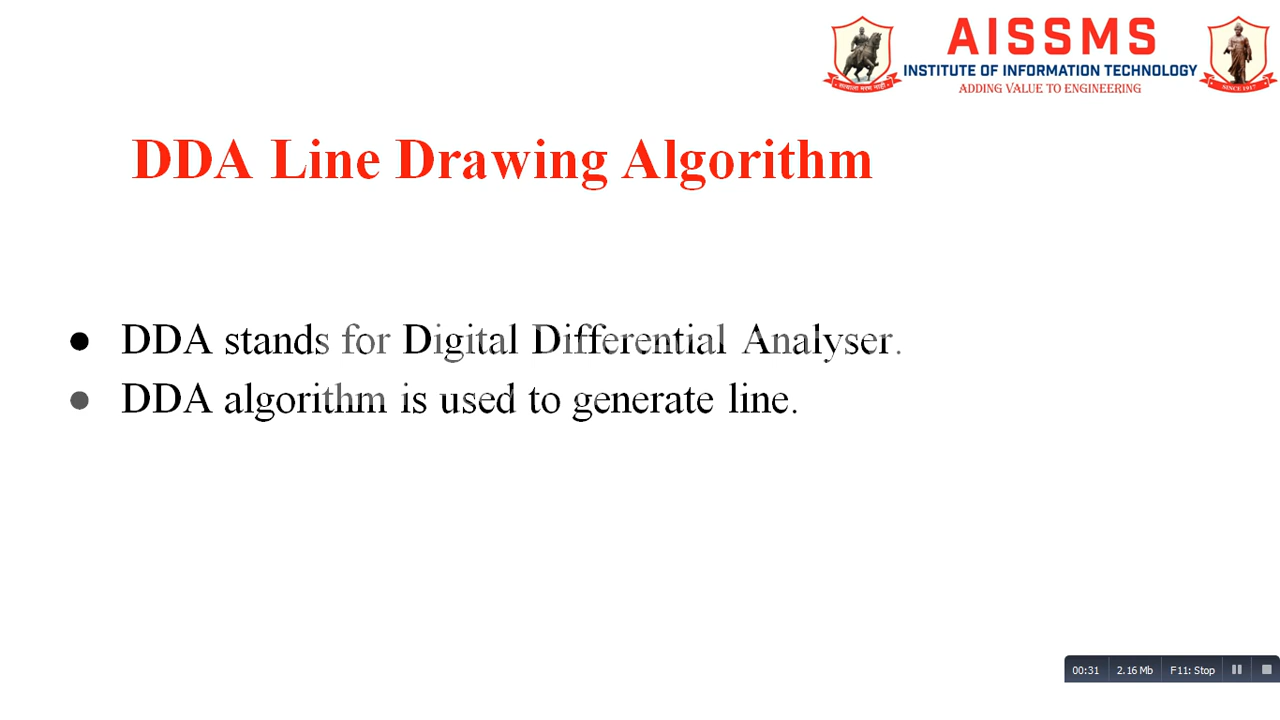 AISSMS
INSTITUTE OF INFORMATION TECHNOLOGY
ADDING VALUE TO ENGINEERING
SINCE 1917
DDA Line Drawing Algorithm
● DDA stands for Digital Differential Analyser.
● DDA algorithm is used to generate line.
00:31 2.16 Mb F11: Stop